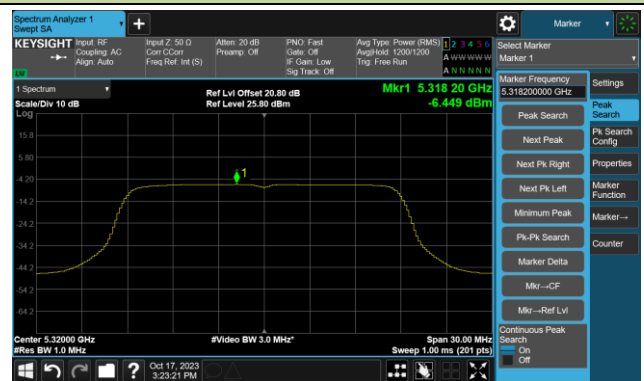 Spectrum Analyzer 1
Swept SA
+
Marker
KEYSIGHT
Input: RF
Coupling: AC
Align: Auto
Input Z: 50 Ω
Corr CCorr
Freq Ref: Int (S)
Atten: 20 dB
Preamp: Off
PNO: Fast
Gate: Off
IF Gain: Low
Sig Track: Off
Avg Type: Power (RMS)
Avg|Hold: 1200/1200
Trig: Free Run
1 2 3 4 5 6
A W W W W W
A N N N N N
Select Marker
Marker 1
1 Spectrum
Scale/Div 10 dB
Log
Ref Lvl Offset 20.80 dB
Ref Level 25.80 dBm
Mkr1 5.318 20 GHz
-6.449 dBm
15.8
5.80
-4.20
-14.2
-24.2
-34.2
-44.2
-54.2
-64.2
1
Center 5.32000 GHz
#Res BW 1.0 MHz
#Video BW 3.0 MHz*
Span 30.00 MHz
Sweep 1.00 ms (201 pts)
Marker Frequency
5.318200000 GHz
Peak Search
Next Peak
Next Pk Right
Next Pk Left
Minimum Peak
Pk-Pk Search
Marker Delta
Mkr→CF
Mkr→Ref Lvl
Continuous Peak
Search
On
Off
Settings
Peak
Search
Pk Search
Config
Properties
Marker
Function
Marker→
Counter
?
Oct 17, 2023
3:23:21 PM